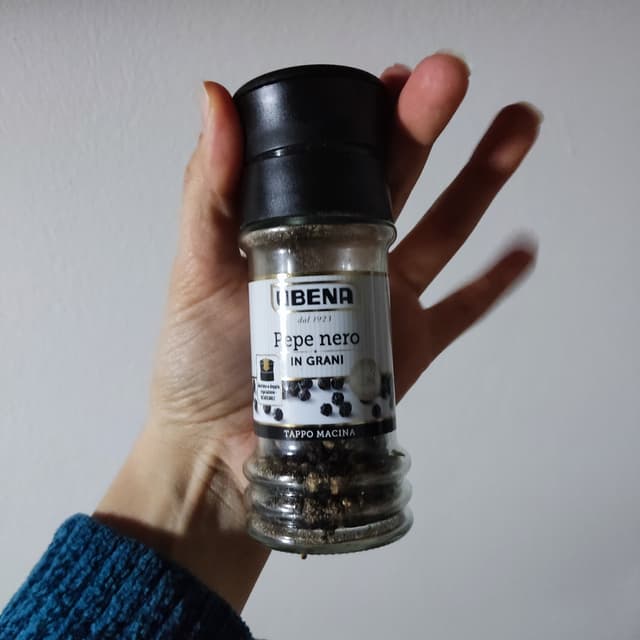 UBENA
dal 1923
Pepe nero
IN GRANI
TAPPO MACINA